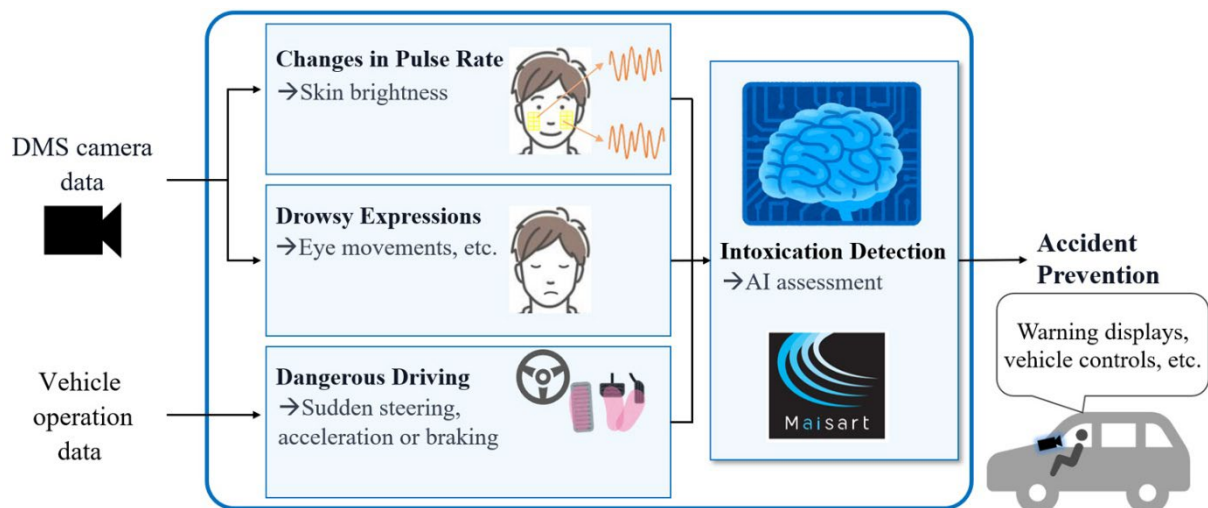 DMS camera
data
Vehicle
operation
data
Changes in Pulse Rate
→Skin brightness
Drowsy Expressions
→Eye movements, etc.
Dangerous Driving
→Sudden steering,
acceleration or braking
Intoxication Detection
→AI assessment
Maisart
Accident
Prevention
Warning displays,
vehicle controls, etc.